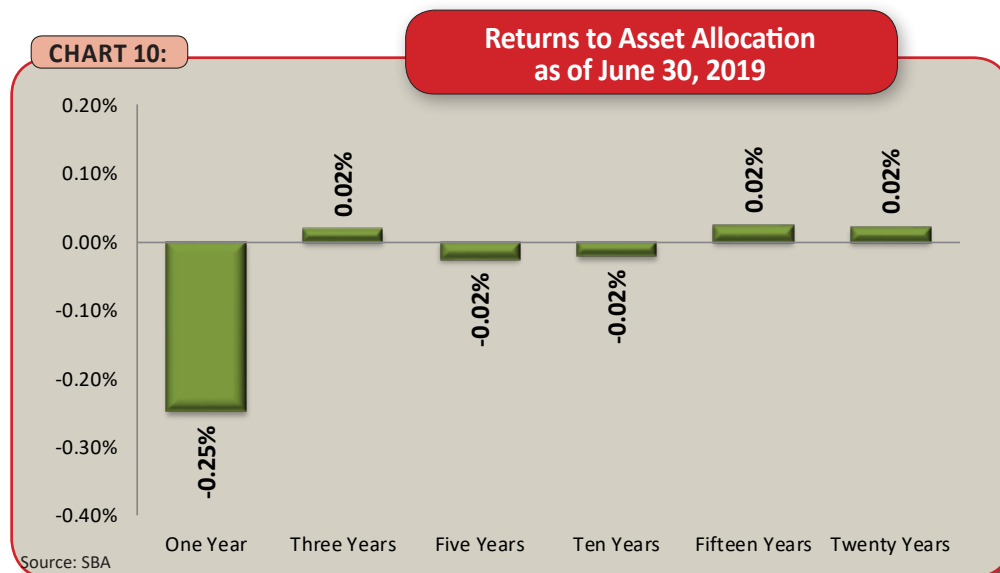 CHART 10:
Returns to Asset Allocation
as of June 30, 2019
0.20%
0.10%
0.00%
-0.10%
-0.20%
-0.30%
-0.40%
-0.25%
0.02%
-0.02%
-0.02%
0.02%
0.02%
One Year
Three Years
Five Years
Ten Years
Fifteen Years
Twenty Years
Source: SBA